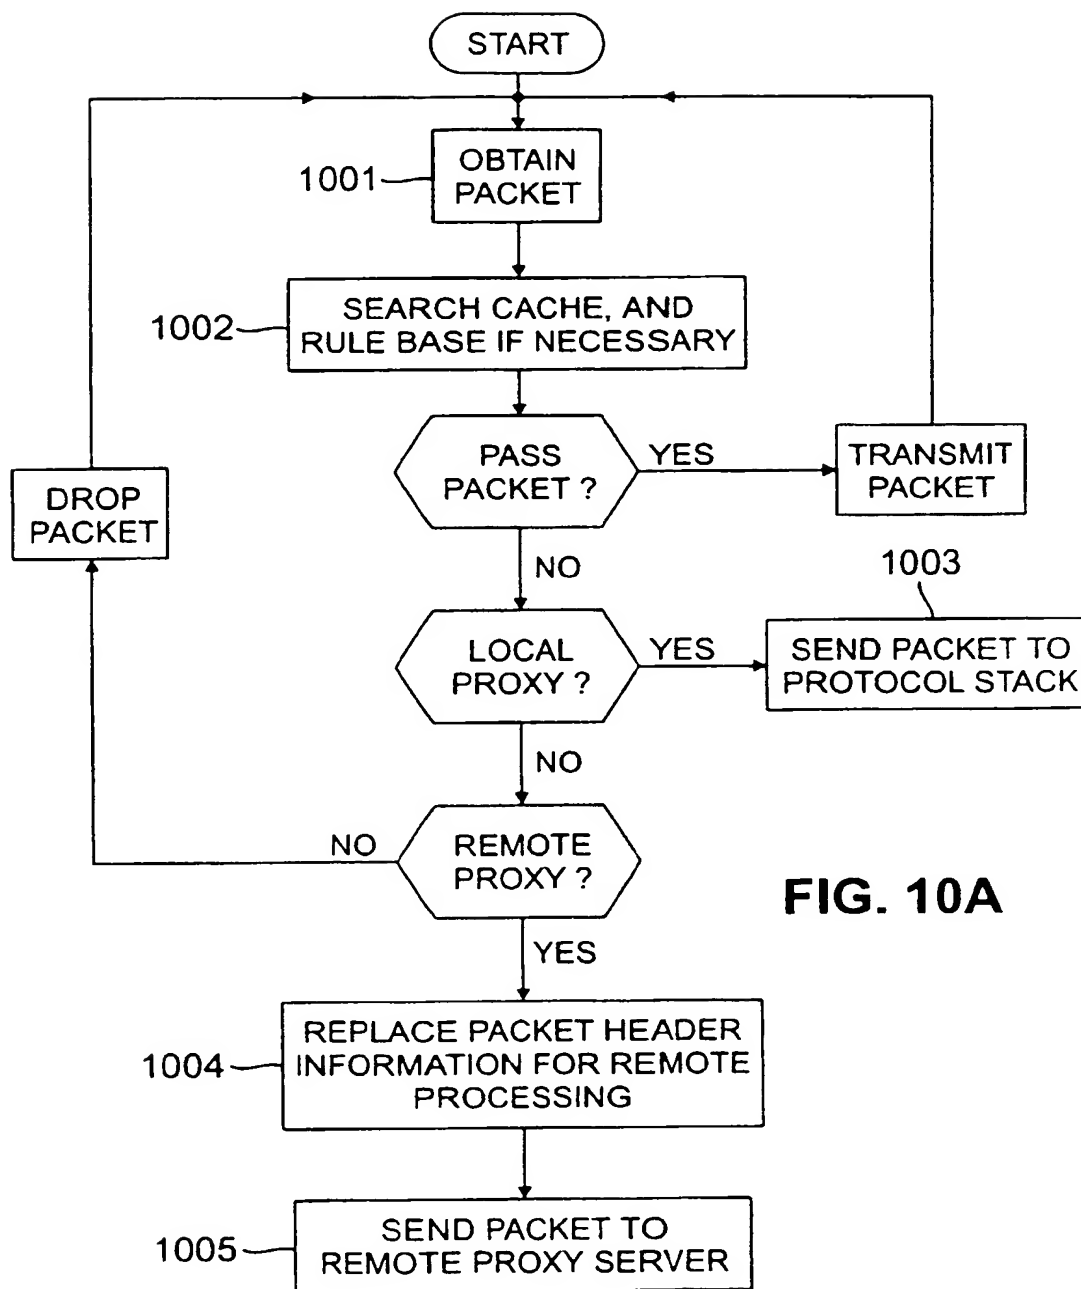 START
OBTAIN
PACKET
1001
SEARCH CACHE, AND
RULE BASE IF NECESSARY
1002
PASS
PACKET ?
YES
TRANSMIT
PACKET
DROP
PACKET
NO
1003
LOCAL
PROXY ?
YES
SEND PACKET TO
PROTOCOL STACK
NO
REMOTE
PROXY ?
NO
FIG. 10A
YES
REPLACE PACKET HEADER
INFORMATION FOR REMOTE
PROCESSING
1004
SEND PACKET TO
REMOTE PROXY SERVER
1005